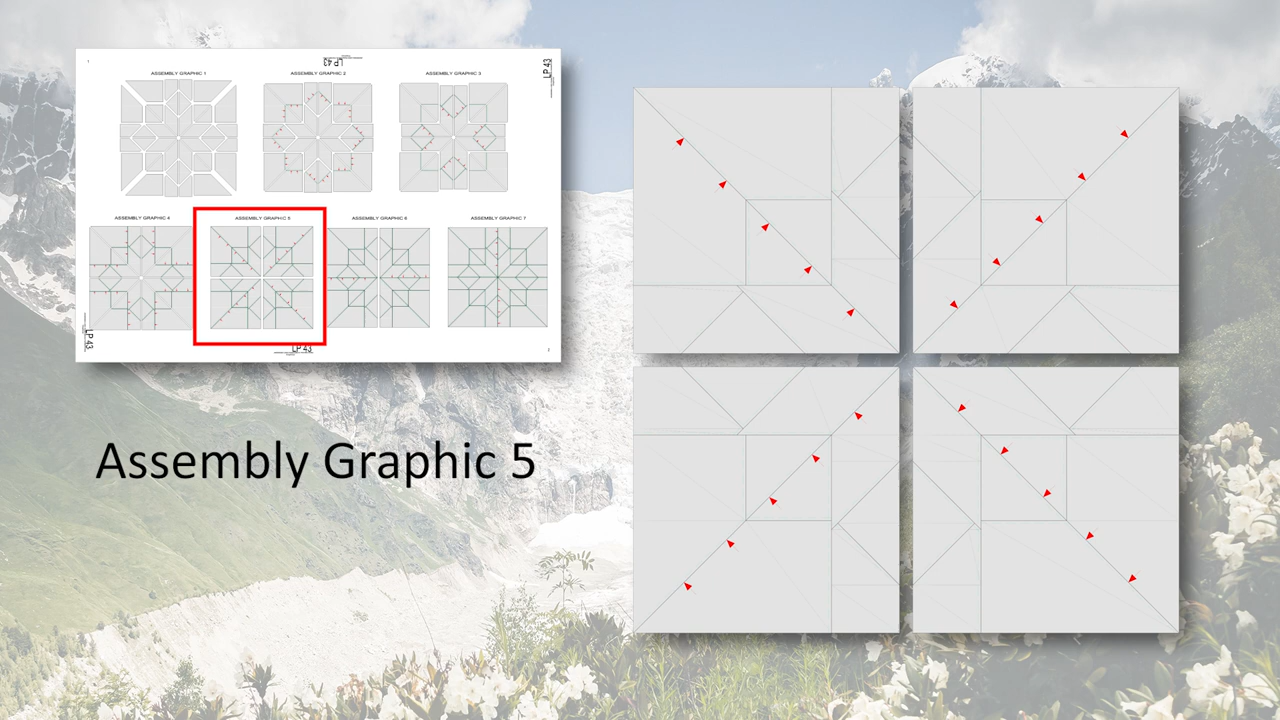 LP 43
LP 43
ASSEMBLY GRAPHIC 1
ASSEMBLY GRAPHIC 2
ASSEMBLY GRAPHIC 3
ASSEMBLY GRAPHIC 4
ASSEMBLY GRAPHIC 5
ASSEMBLY GRAPHIC 6
ASSEMBLY GRAPHIC 7
LP 43
LP 43
Assembly Graphic 5